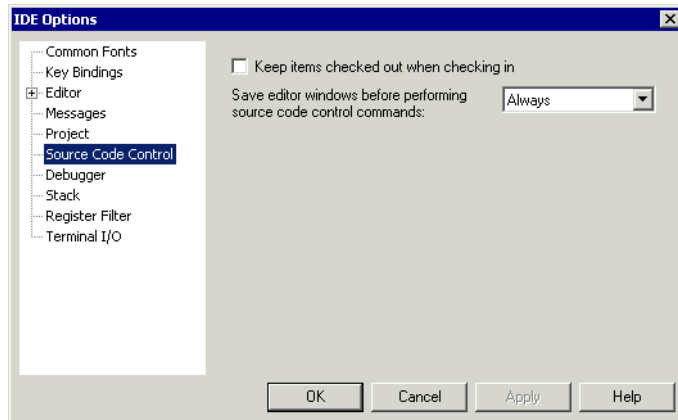 IDE Options
Common Fonts
Key Bindings
Editor
Messages
Project
Source Code Control
Debugger
Stack
Register Filter
Terminal I/O
Keep items checked out when checking in
Save editor windows before performing
source code control commands:
Always
OK
Cancel
Apply
Help